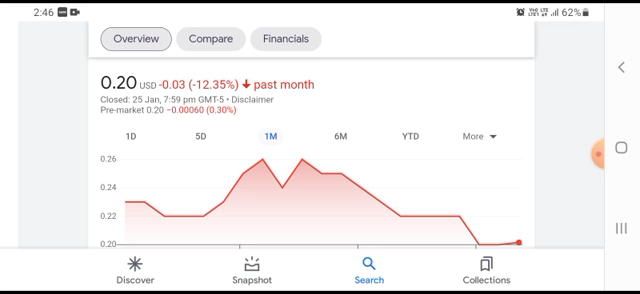 2:46 62%
Overview Compare Financials
0.20 USD -0.03 (-12.35%) past month
Closed: 25 Jan, 7:59 pm GMT-5 • Disclaimer
Pre-market 0.20 −0.00060 (0.30%)
1D 5D 1M 6M YTD More
0.26
0.24
0.22
0.20
Discover Snapshot Search Collections